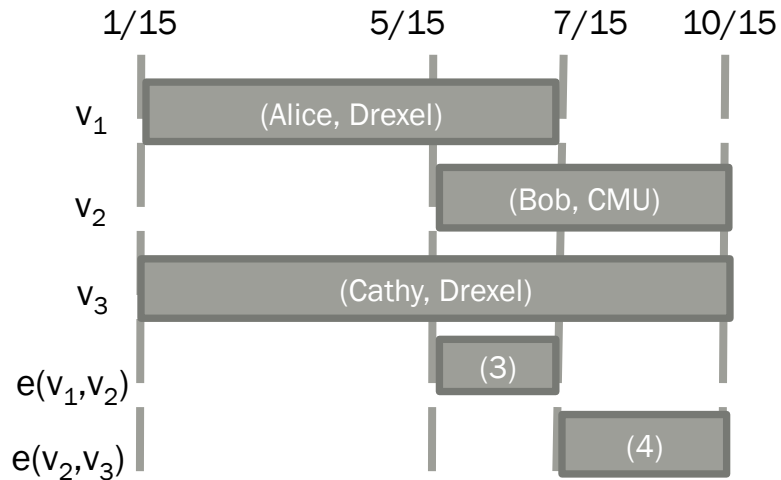 1/15 5/15 7/15 10/15
v₁ (Alice, Drexel)
v₂ (Bob, CMU)
v₃ (Cathy, Drexel)
e(v₁,v₂) (3)
e(v₂,v₃) (4)